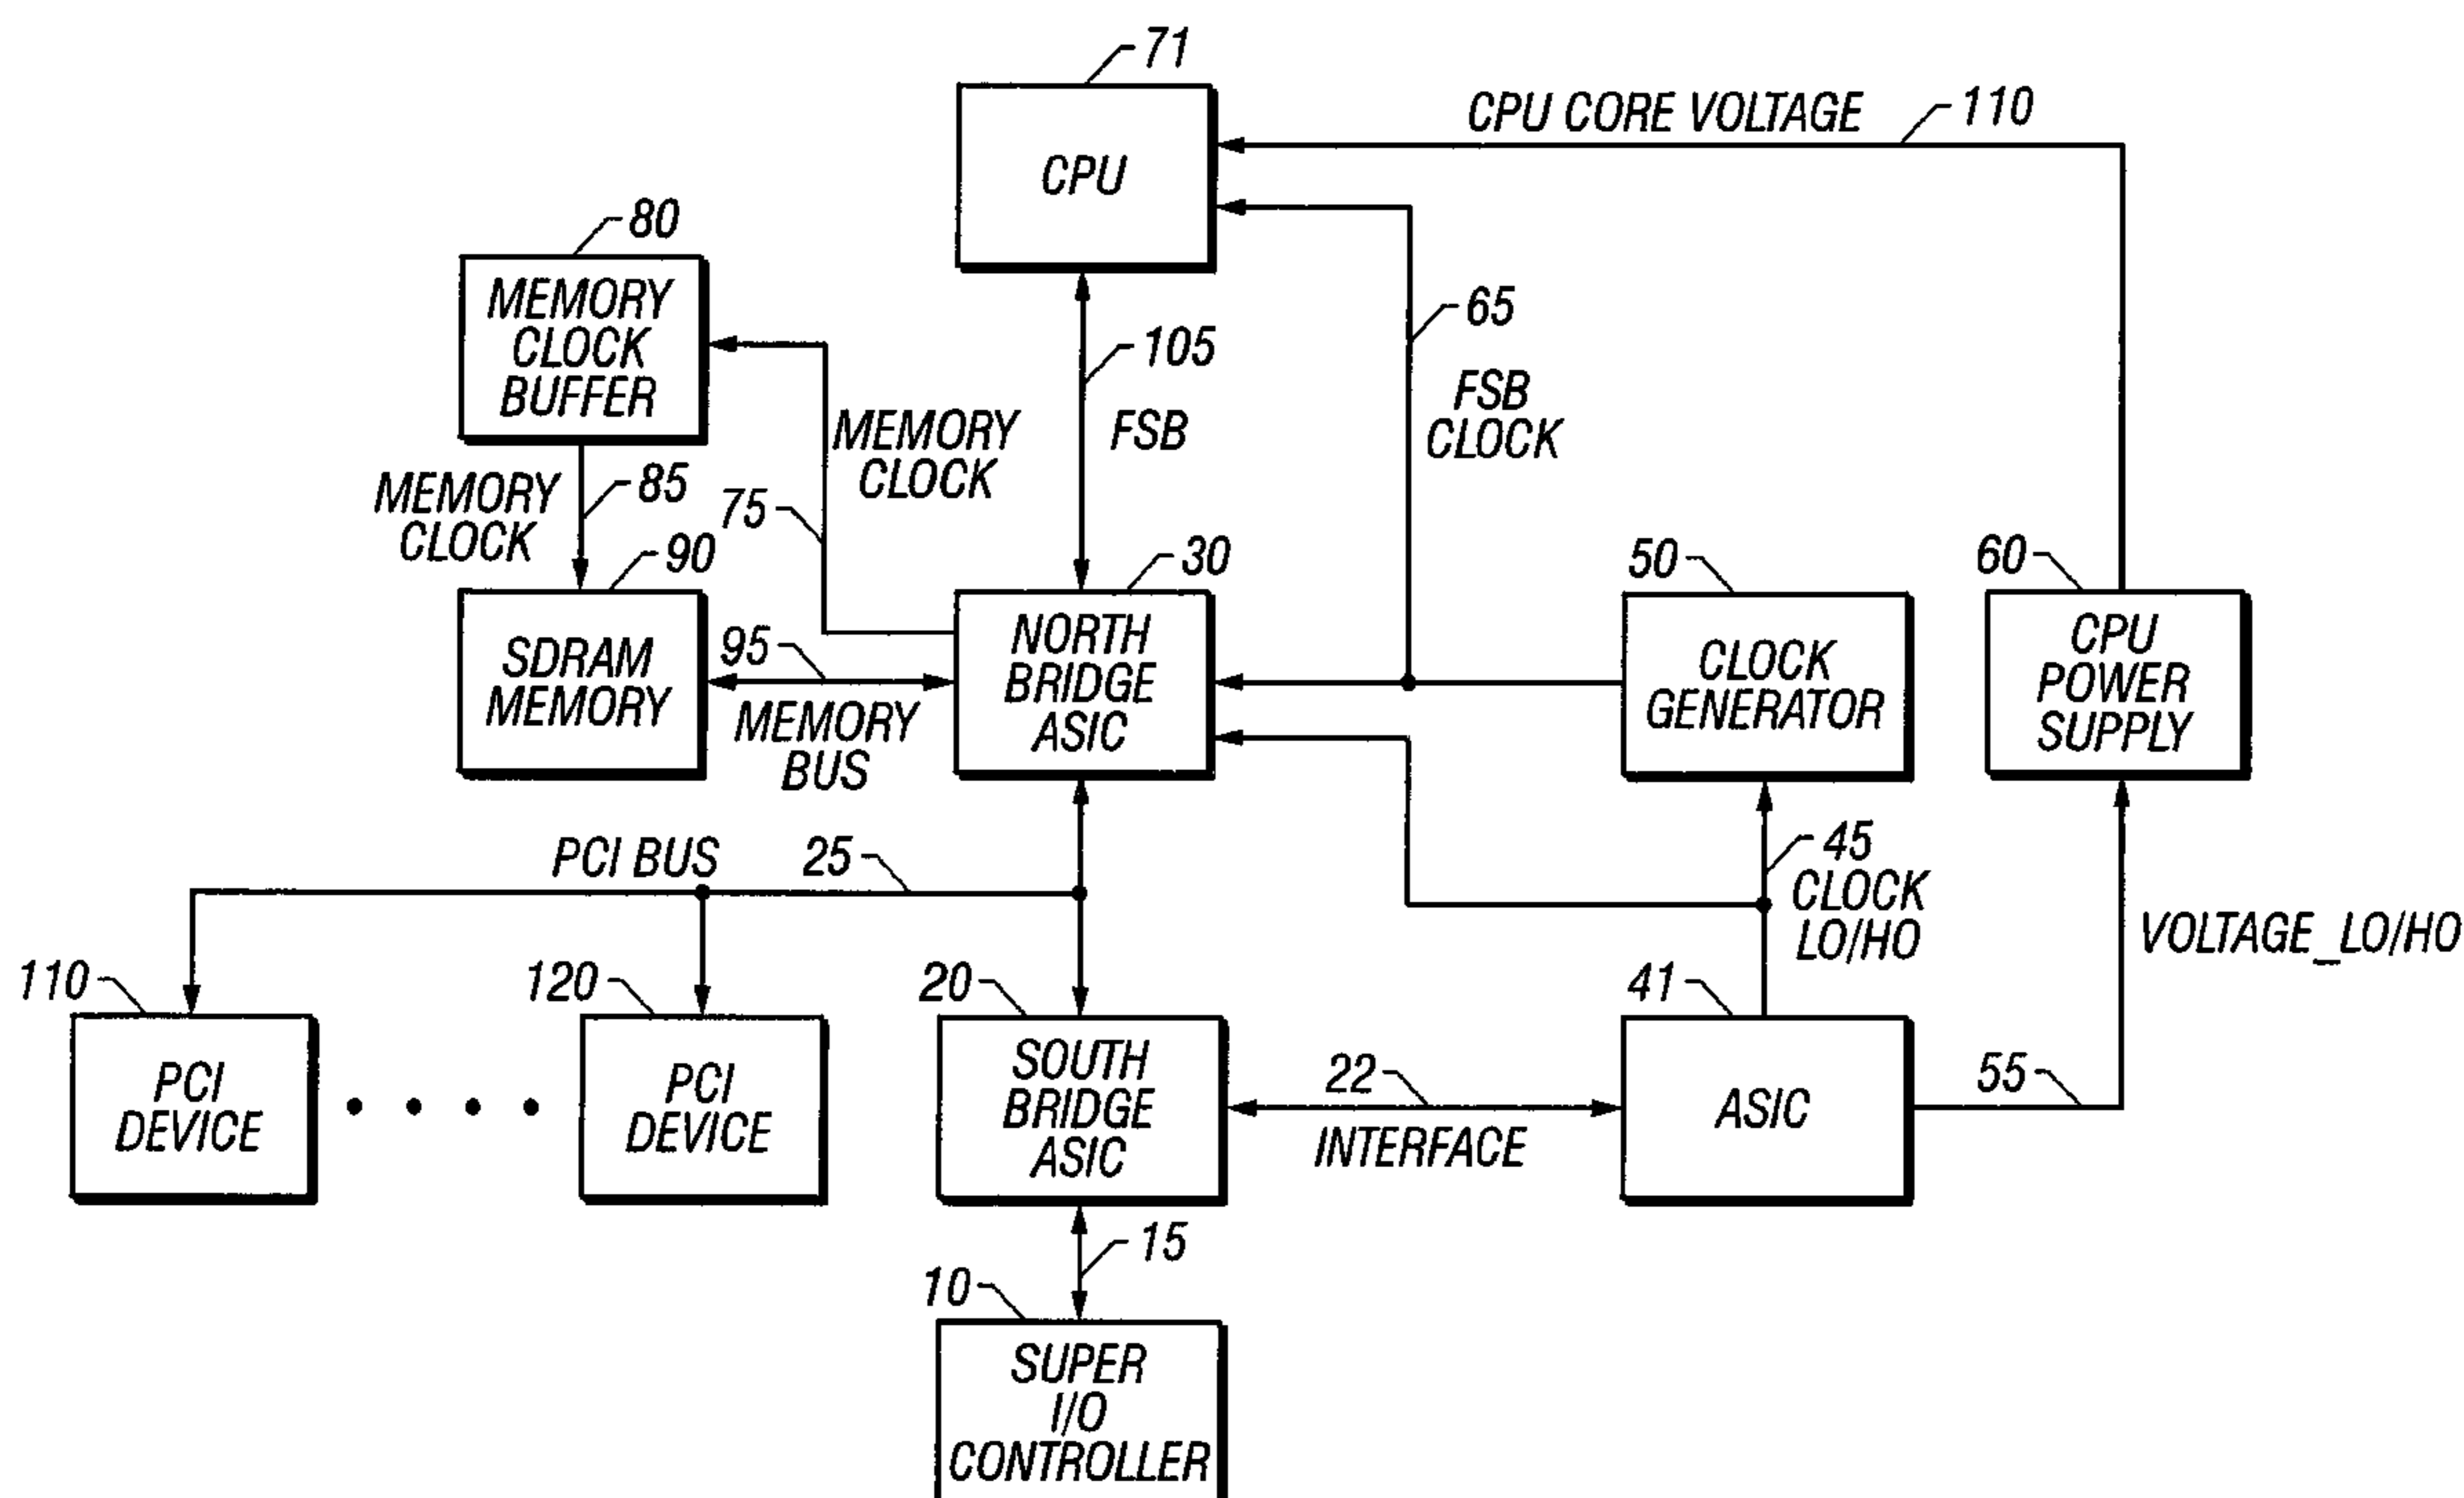 71
CPU CORE VOLTAGE
110
CPU
80
MEMORY
CLOCK
BUFFER
65
105
FSB
CLOCK
FSB
MEMORY
CLOCK
MEMORY
CLOCK
85
75
90
30
50
60
SDRAM
MEMORY
95
MEMORY
BUS
NORTH
BRIDGE
ASIC
CLOCK
GENERATOR
CPU
POWER
SUPPLY
PCI BUS
25
45
CLOCK
LO/HO
VOLTAGE_LO/HO
110
120
20
41
PCI
DEVICE
PCI
DEVICE
SOUTH
BRIDGE
ASIC
22
INTERFACE
ASIC
55
15
10
SUPER
I/O
CONTROLLER